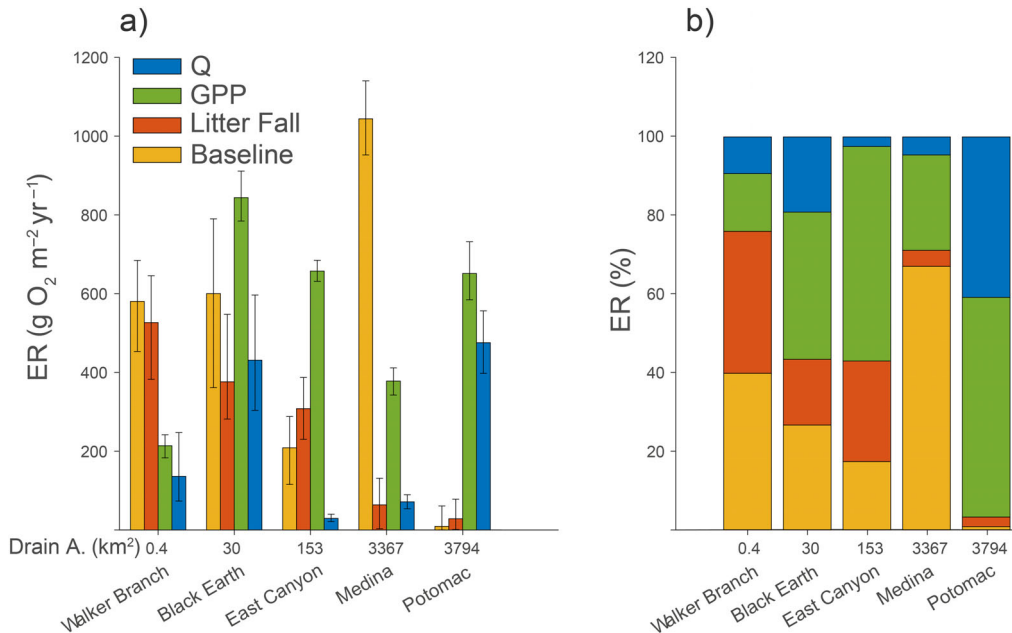 a)
1200
1000
800
600
400
200
ER (g O₂ m⁻² yr⁻¹)
Q
GPP
Litter Fall
Baseline
Drain A. (km²) 0.4 30 153 3367 3794
Walker Branch Black Earth East Canyon Medina Potomac
b)
120
100
80
60
40
20
ER (%)
0.4 30 153 3367 3794
Walker Branch Black Earth East Canyon Medina Potomac